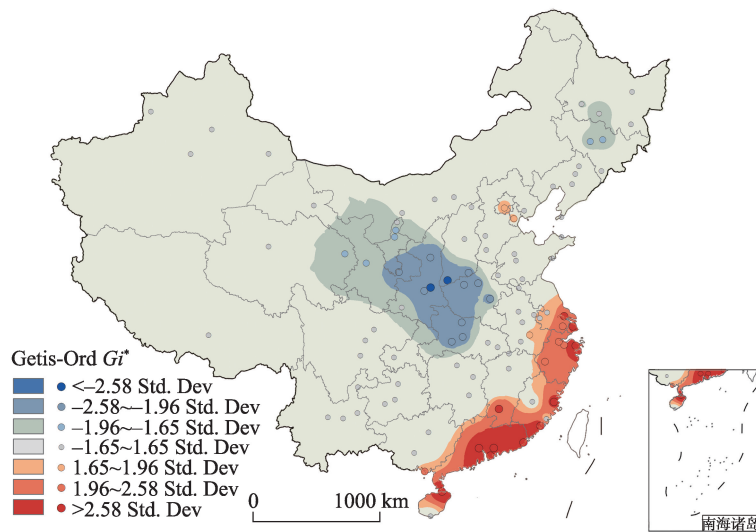 Getis-Ord Gi*
<–2.58 Std. Dev
–2.58~–1.96 Std. Dev
–1.96~–1.65 Std. Dev
–1.65~1.65 Std. Dev
1.65~1.96 Std. Dev
1.96~2.58 Std. Dev
>2.58 Std. Dev
0 1000 km
南海诸岛